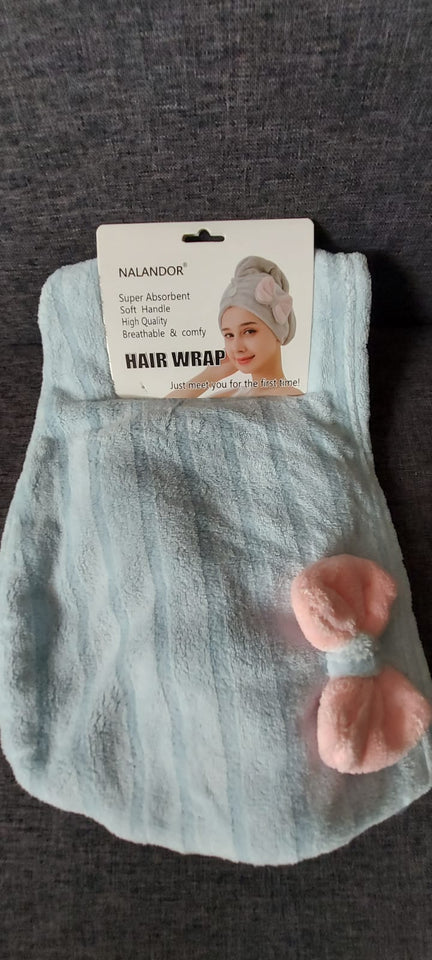 NALANDOR®
Super Absorbent
Soft Handle
High Quality
Breathable & comfy
HAIR WRAP
Just meet you for the first time!